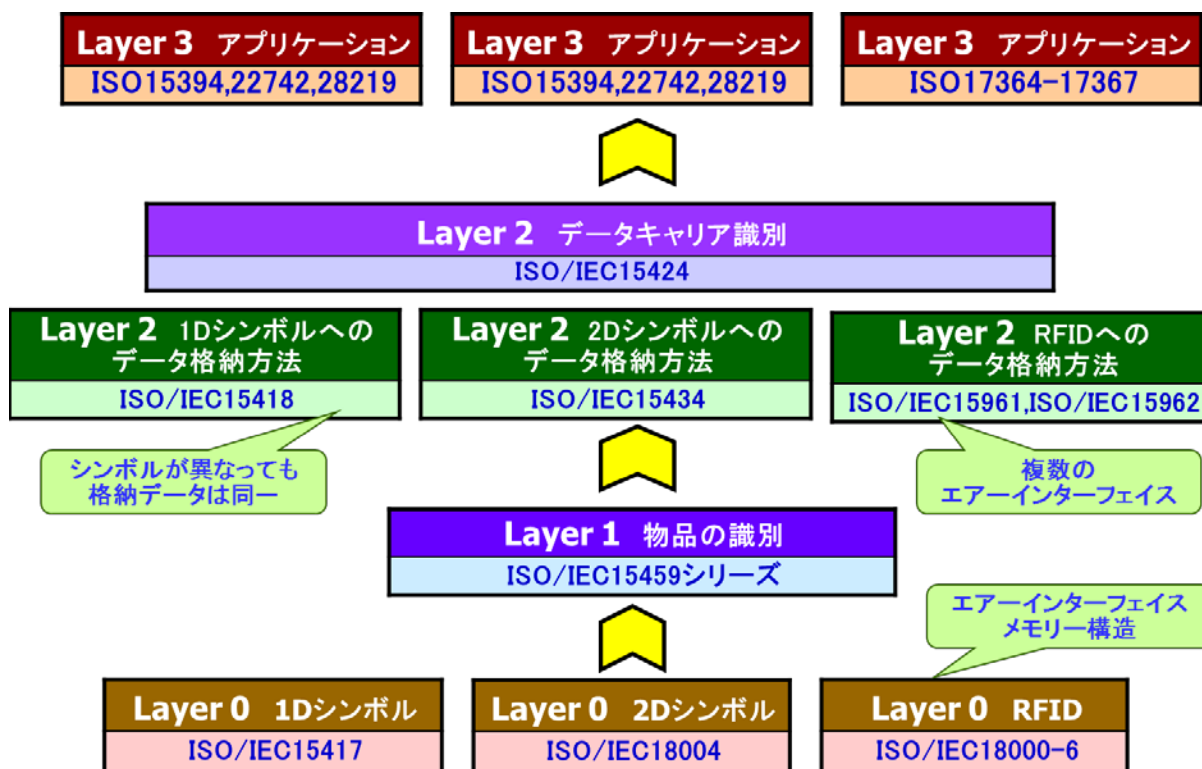 Layer 3 アプリケーション
ISO15394,22742,28219
Layer 3 アプリケーション
ISO15394,22742,28219
Layer 3 アプリケーション
ISO17364-17367
Layer 2 データキャリア識別
ISO/IEC15424
Layer 2 1Dシンボルへの
データ格納方法
ISO/IEC15418
Layer 2 2Dシンボルへの
データ格納方法
ISO/IEC15434
Layer 2 RFIDへの
データ格納方法
ISO/IEC15961,ISO/IEC15962
シンボルが異なっても
格納データは同一
複数の
エアーインターフェイス
Layer 1 物品の識別
ISO/IEC15459シリーズ
エアーインターフェイス
メモリー構造
Layer 0 1Dシンボル
ISO/IEC15417
Layer 0 2Dシンボル
ISO/IEC18004
Layer 0 RFID
ISO/IEC18000-6